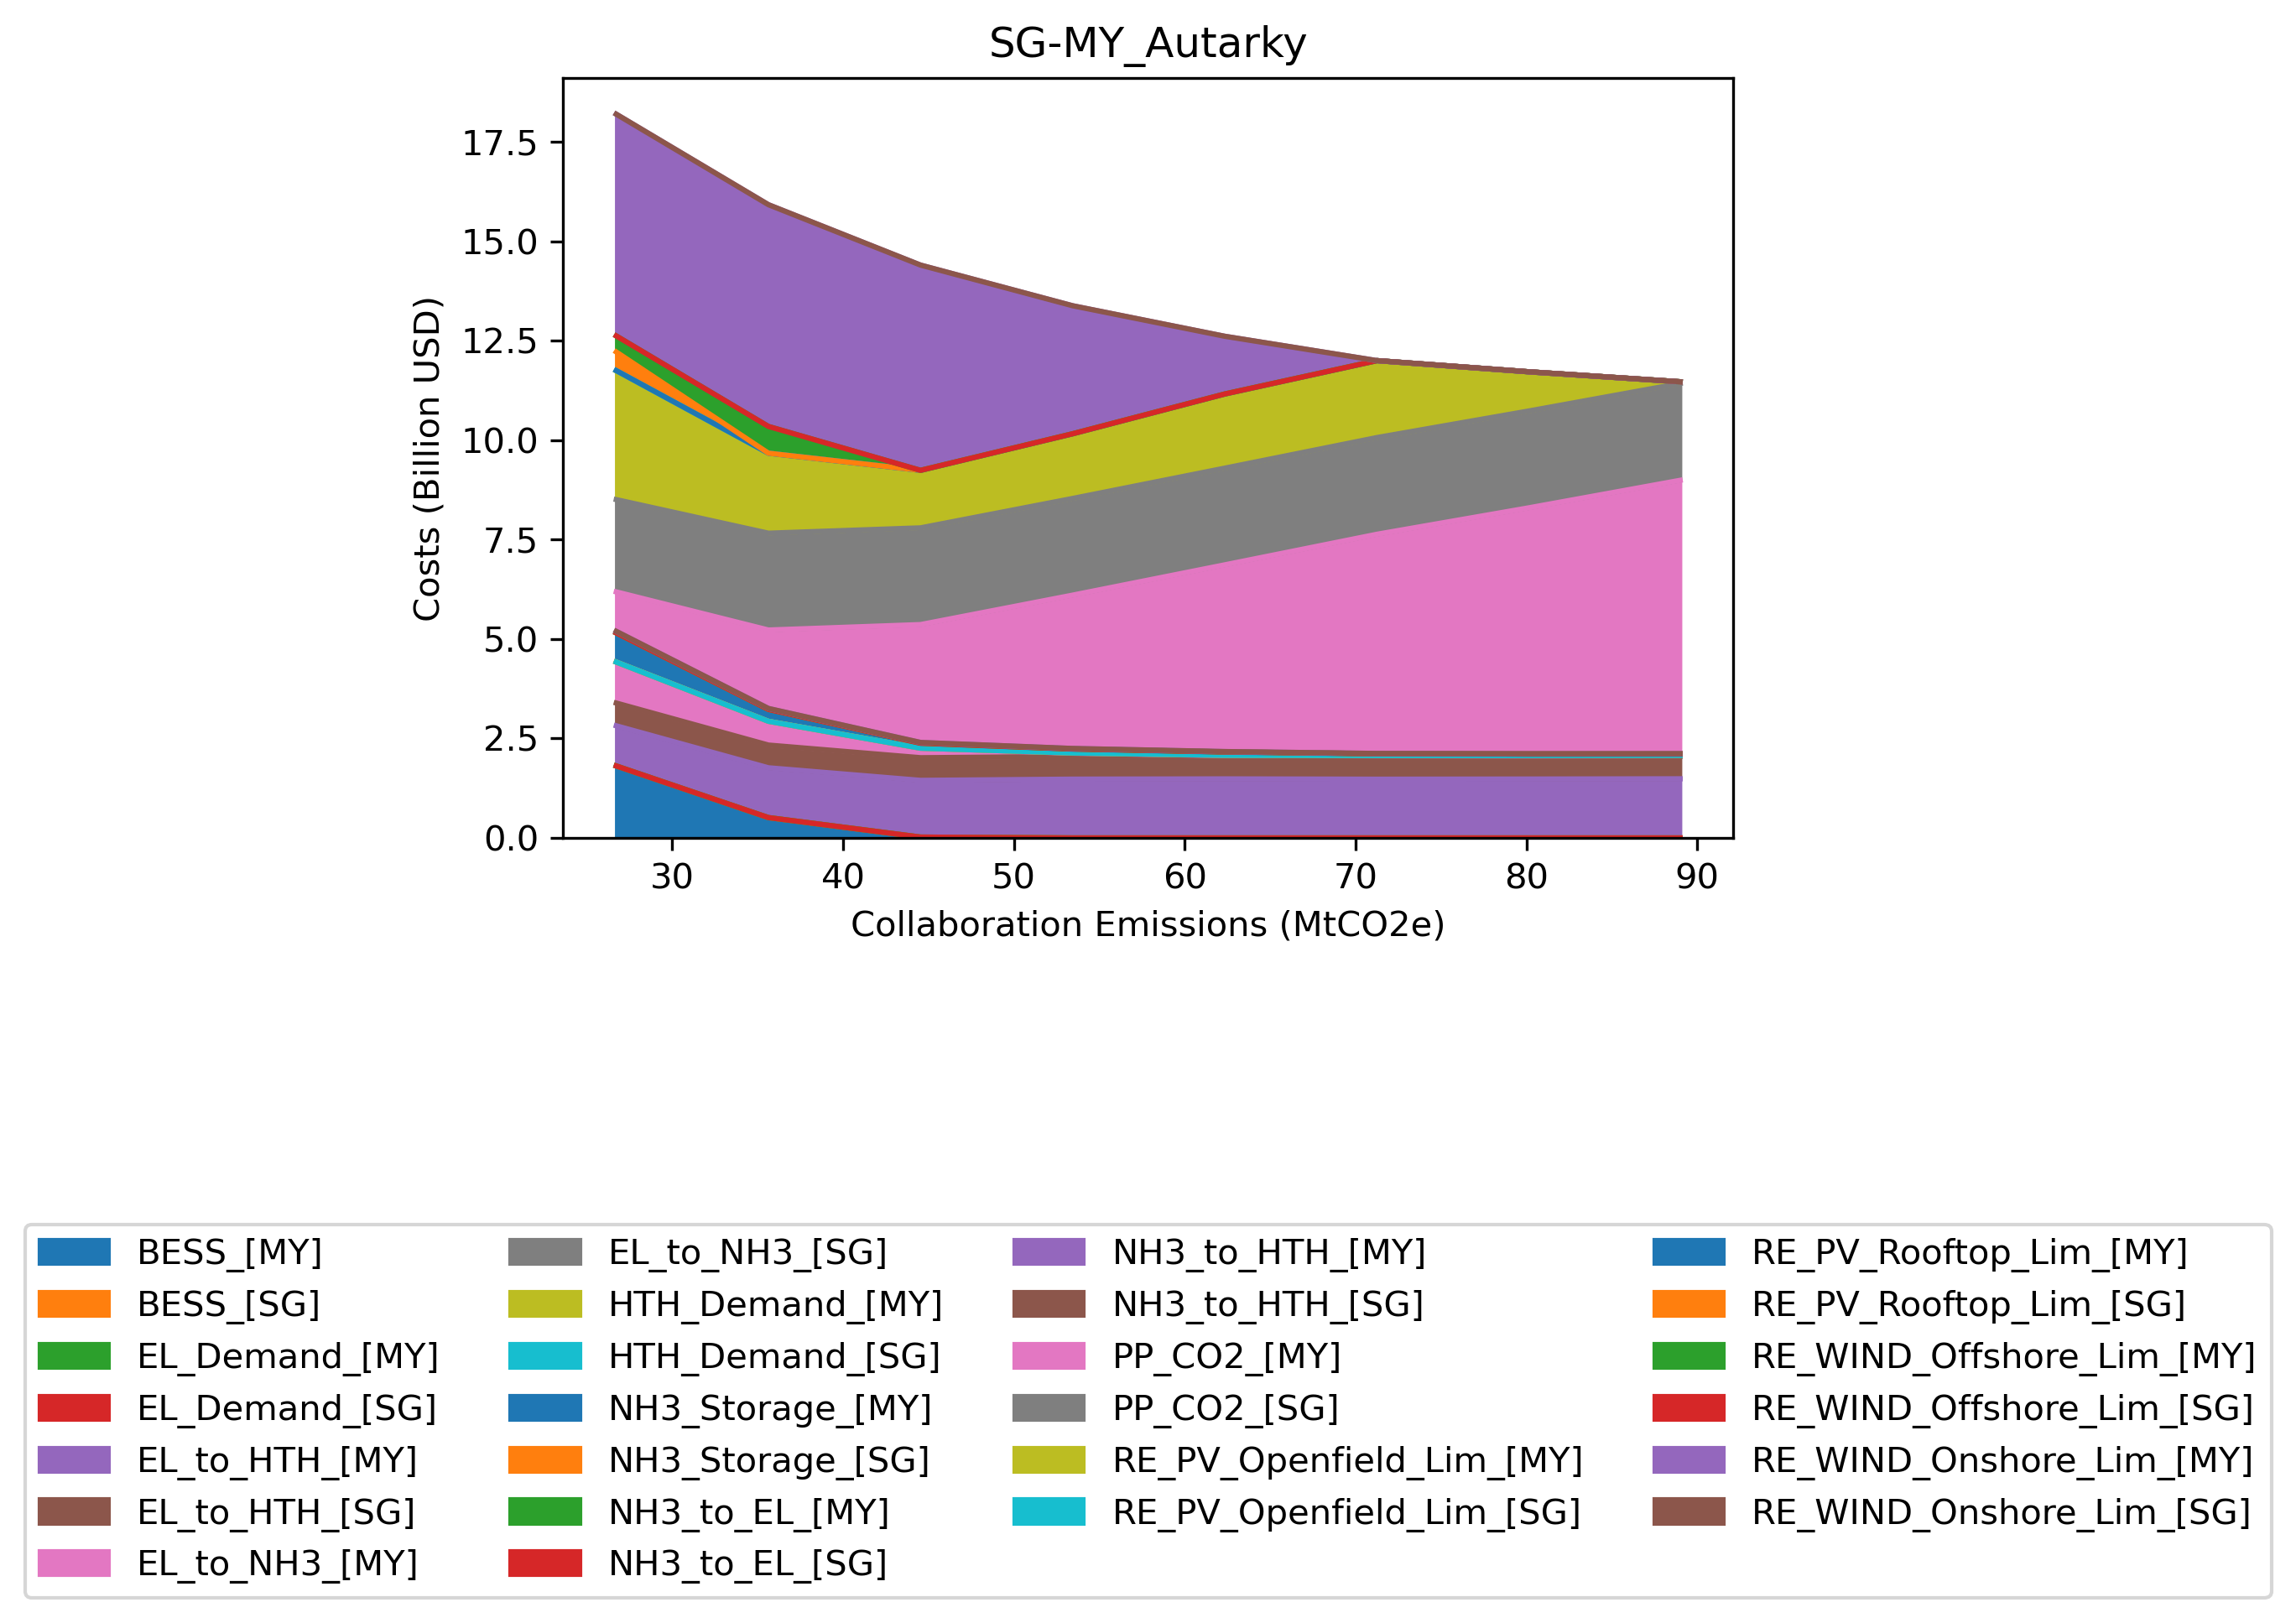 SG-MY_Autarky
Costs (Billion USD)
17.5
15.0
12.5
10.0
7.5
5.0
2.5
0.0
30 40 50 60 70 80 90
Collaboration Emissions (MtCO2e)
BESS_[MY]
BESS_[SG]
EL_Demand_[MY]
EL_Demand_[SG]
EL_to_HTH_[MY]
EL_to_HTH_[SG]
EL_to_NH3_[MY]
EL_to_NH3_[SG]
HTH_Demand_[MY]
HTH_Demand_[SG]
NH3_Storage_[MY]
NH3_Storage_[SG]
NH3_to_EL_[MY]
NH3_to_EL_[SG]
NH3_to_HTH_[MY]
NH3_to_HTH_[SG]
PP_CO2_[MY]
PP_CO2_[SG]
RE_PV_Openfield_Lim_[MY]
RE_PV_Openfield_Lim_[SG]
RE_PV_Rooftop_Lim_[MY]
RE_PV_Rooftop_Lim_[SG]
RE_WIND_Offshore_Lim_[MY]
RE_WIND_Offshore_Lim_[SG]
RE_WIND_Onshore_Lim_[MY]
RE_WIND_Onshore_Lim_[SG]